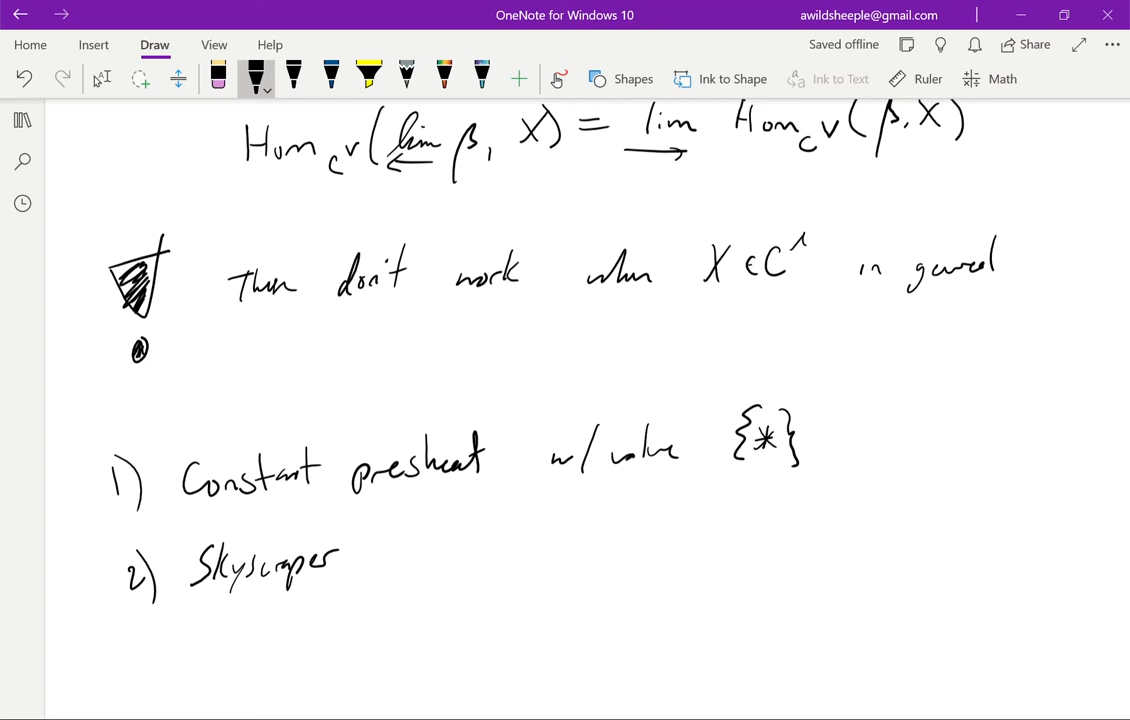 OneNote for Windows 10
awildsheeple@gmail.com
Home Insert Draw View Help
Saved offline
Share
Shapes
Ink to Shape
Ink to Text
Ruler
Math
Hom_{C^V}(lim β, X) = lim Hom_{C^V}(β, X)
← →
don't work when X ∈ C^Λ in general
1) Constant presheaf w/ value {*}
2) Skyscraper